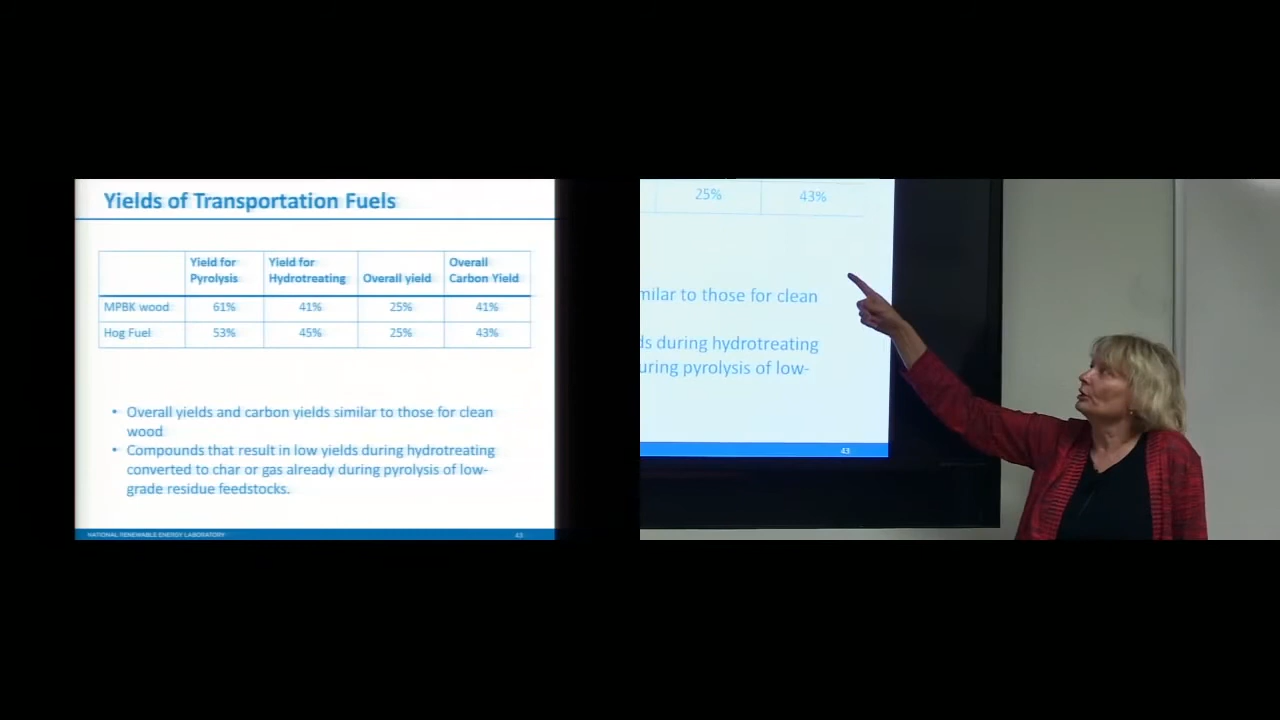 Yields of Transportation Fuels
Yield for Pyrolysis
Yield for Hydrotreating
Overall yield
Overall Carbon Yield
MPBK wood 61% 41% 25% 41%
Hog Fuel 53% 45% 25% 43%
• Overall yields and carbon yields similar to those for clean
wood
• Compounds that result in low yields during hydrotreating
converted to char or gas already during pyrolysis of low-
grade residue feedstocks.
NATIONAL RENEWABLE ENERGY LABORATORY 43
25% 43%
milar to those for clean
ds during hydrotreating
uring pyrolysis of low-
43